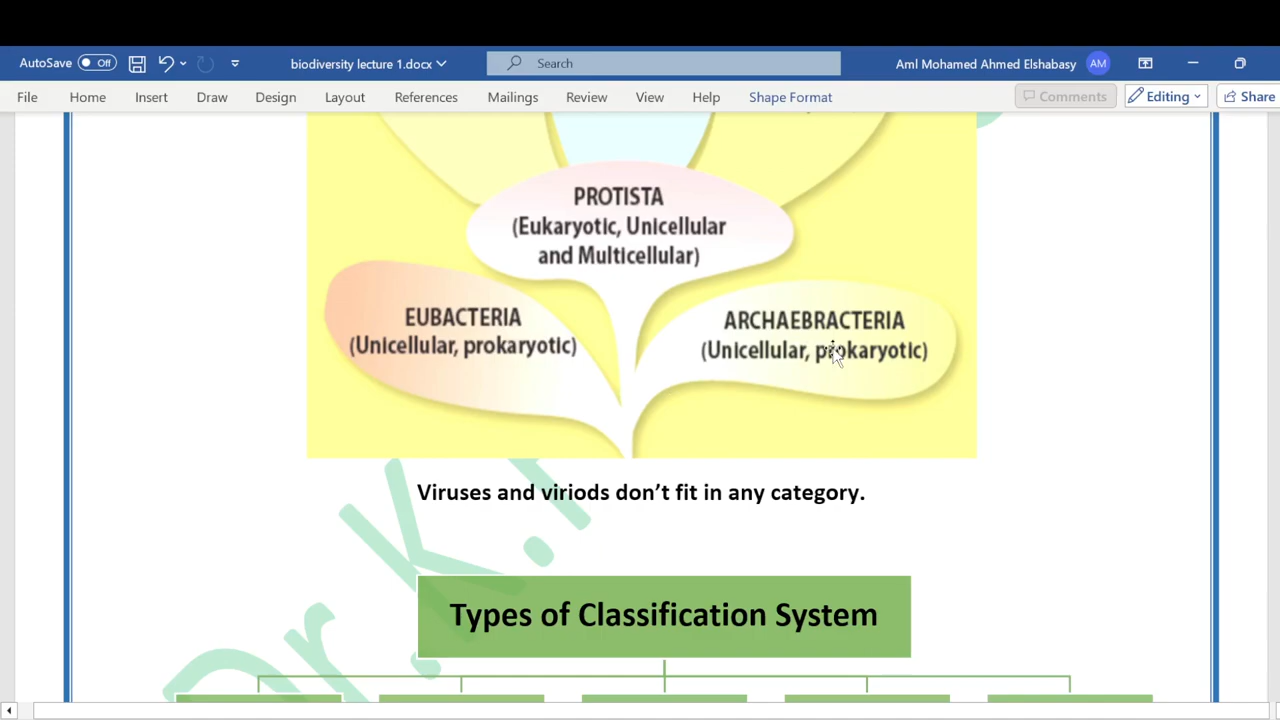 AutoSave Off biodiversity lecture 1.docx Search Aml Mohamed Ahmed Elshabasy AM
File Home Insert Draw Design Layout References Mailings Review View Help Shape Format Comments Editing Share
PROTISTA
(Eukaryotic, Unicellular
and Multicellular)
EUBACTERIA
(Unicellular, prokaryotic)
ARCHAEBRACTERIA
(Unicellular, prokaryotic)
Viruses and viriods don’t fit in any category.
Types of Classification System
Dr.K.